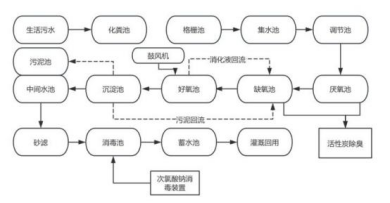 生活污水
化粪池
格栅池
集水池
调节池
鼓风机
消化液回流
污泥池
中间水池
沉淀池
好氧池
缺氧池
厌氧池
污泥回流
砂滤
消毒池
蓄水池
灌溉回用
活性炭除臭
次氯酸钠消
毒装置